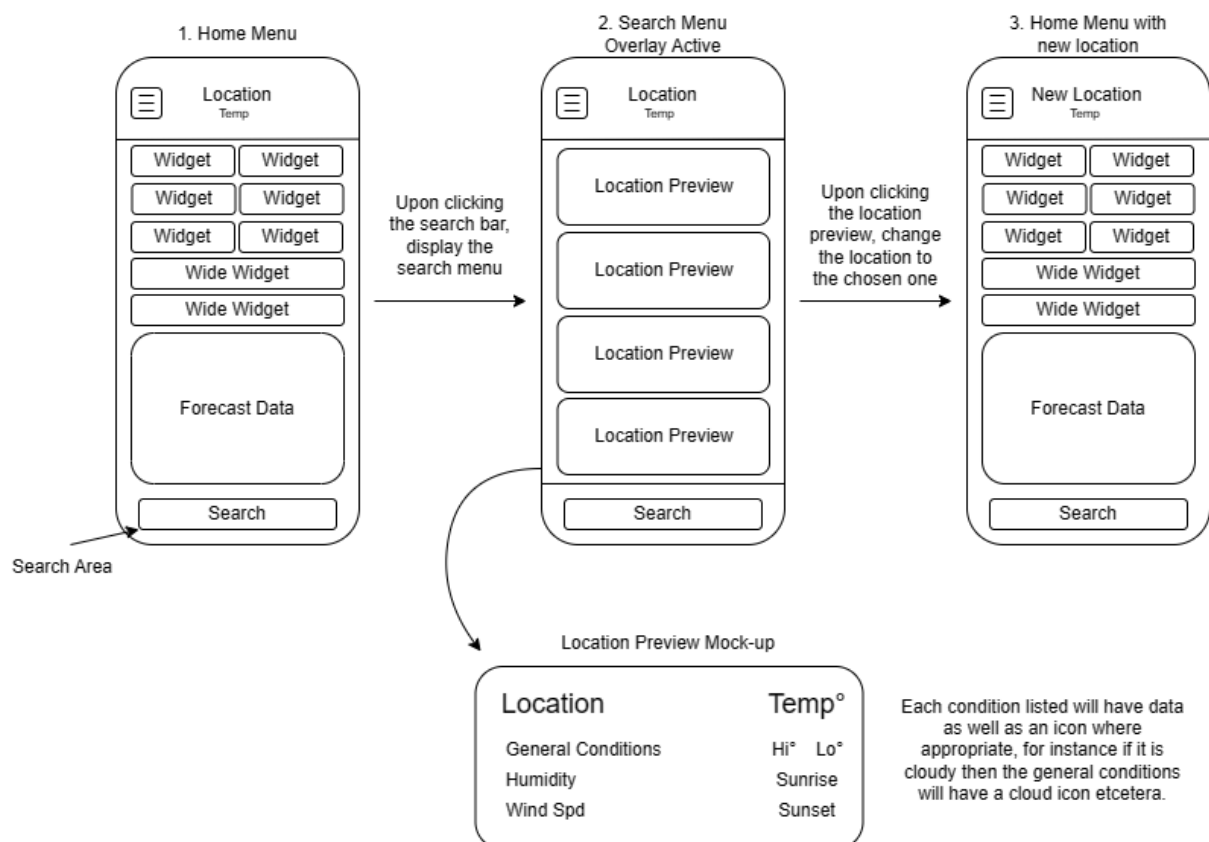 1. Home Menu
Location
Temp
Widget
Widget
Widget
Widget
Widget
Widget
Wide Widget
Wide Widget
Forecast Data
Search
Search Area
Upon clicking
the search bar,
display the
search menu
2. Search Menu
Overlay Active
Location
Temp
Location Preview
Location Preview
Location Preview
Location Preview
Search
Upon clicking
the location
preview, change
the location to
the chosen one
3. Home Menu with
new location
New Location
Temp
Widget
Widget
Widget
Widget
Widget
Widget
Wide Widget
Wide Widget
Forecast Data
Search
Location Preview Mock-up
Location
Temp°
General Conditions
Hi° Lo°
Humidity
Sunrise
Wind Spd
Sunset
Each condition listed will have data
as well as an icon where
appropriate, for instance if it is
cloudy then the general conditions
will have a cloud icon etcetera.